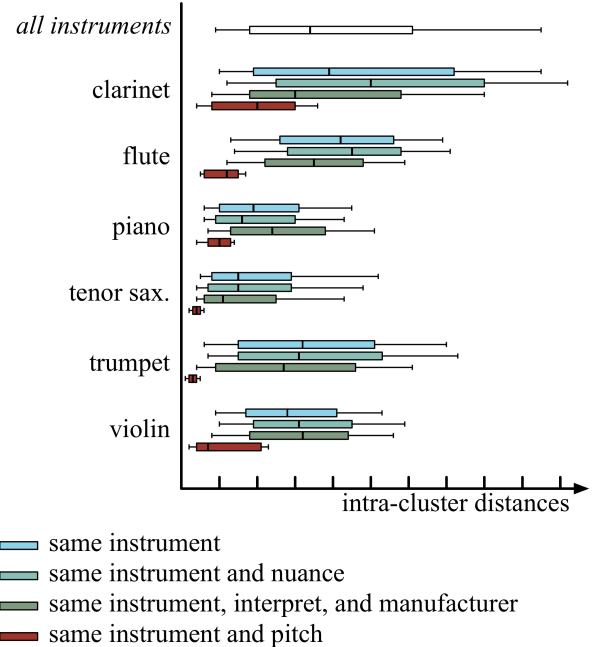 all instruments
clarinet
flute
piano
tenor sax.
trumpet
violin
intra-cluster distances
same instrument
same instrument and nuance
same instrument, interpret, and manufacturer
same instrument and pitch